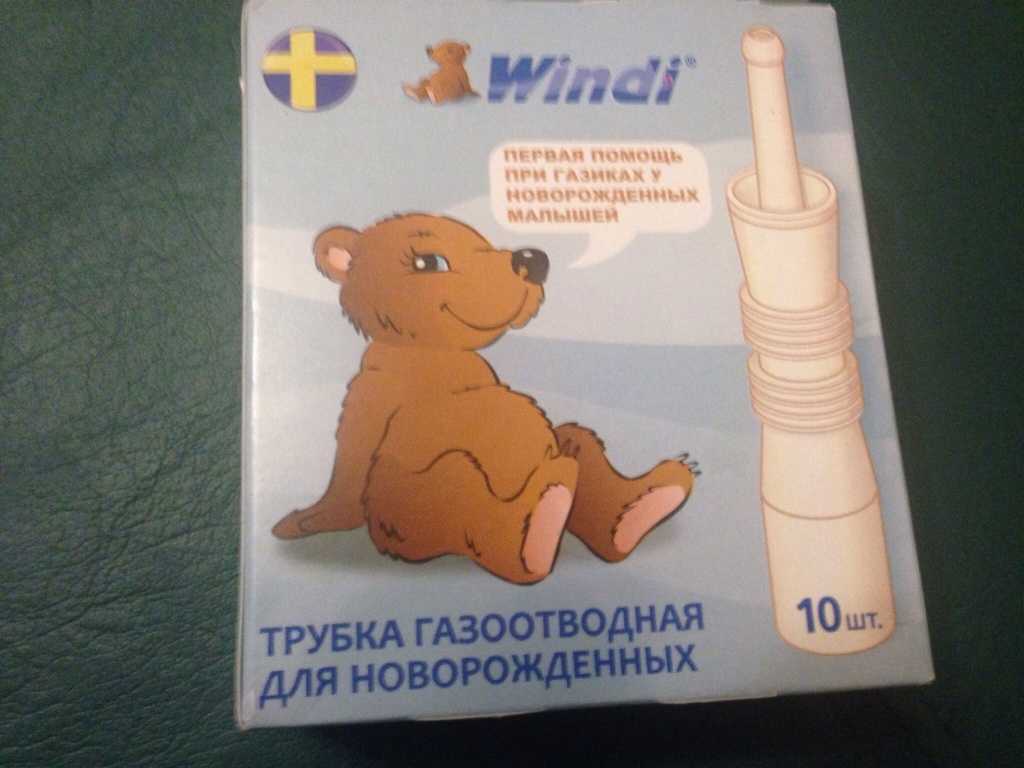 Windi®
ПЕРВАЯ ПОМОЩЬ
ПРИ ГАЗИКАХ У
НОВОРОЖДЕННЫХ
МАЛЫШЕЙ
ТРУБКА ГАЗООТВОДНАЯ
ДЛЯ НОВОРОЖДЕННЫХ
10 шт.